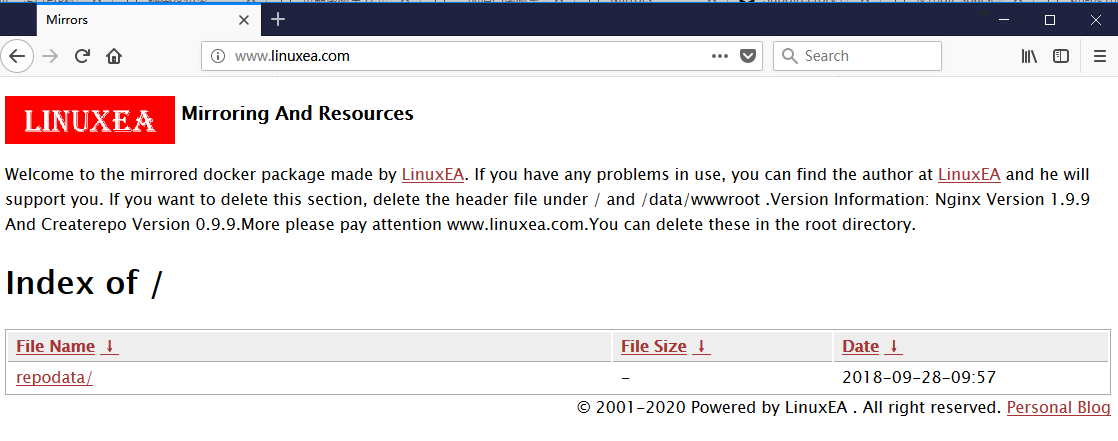 Mirrors
www.linuxea.com
Search
LINUXEA Mirroring And Resources
Welcome to the mirrored docker package made by LinuxEA. If you have any problems in use, you can find the author at LinuxEA and he will
support you. If you want to delete this section, delete the header file under / and /data/wwwroot .Version Information: Nginx Version 1.9.9
And Createrepo Version 0.9.9.More please pay attention www.linuxea.com.You can delete these in the root directory.
Index of /
File Name ↓ File Size ↓ Date ↓
repodata/ - 2018-09-28-09:57
© 2001-2020 Powered by LinuxEA . All right reserved. Personal Blog